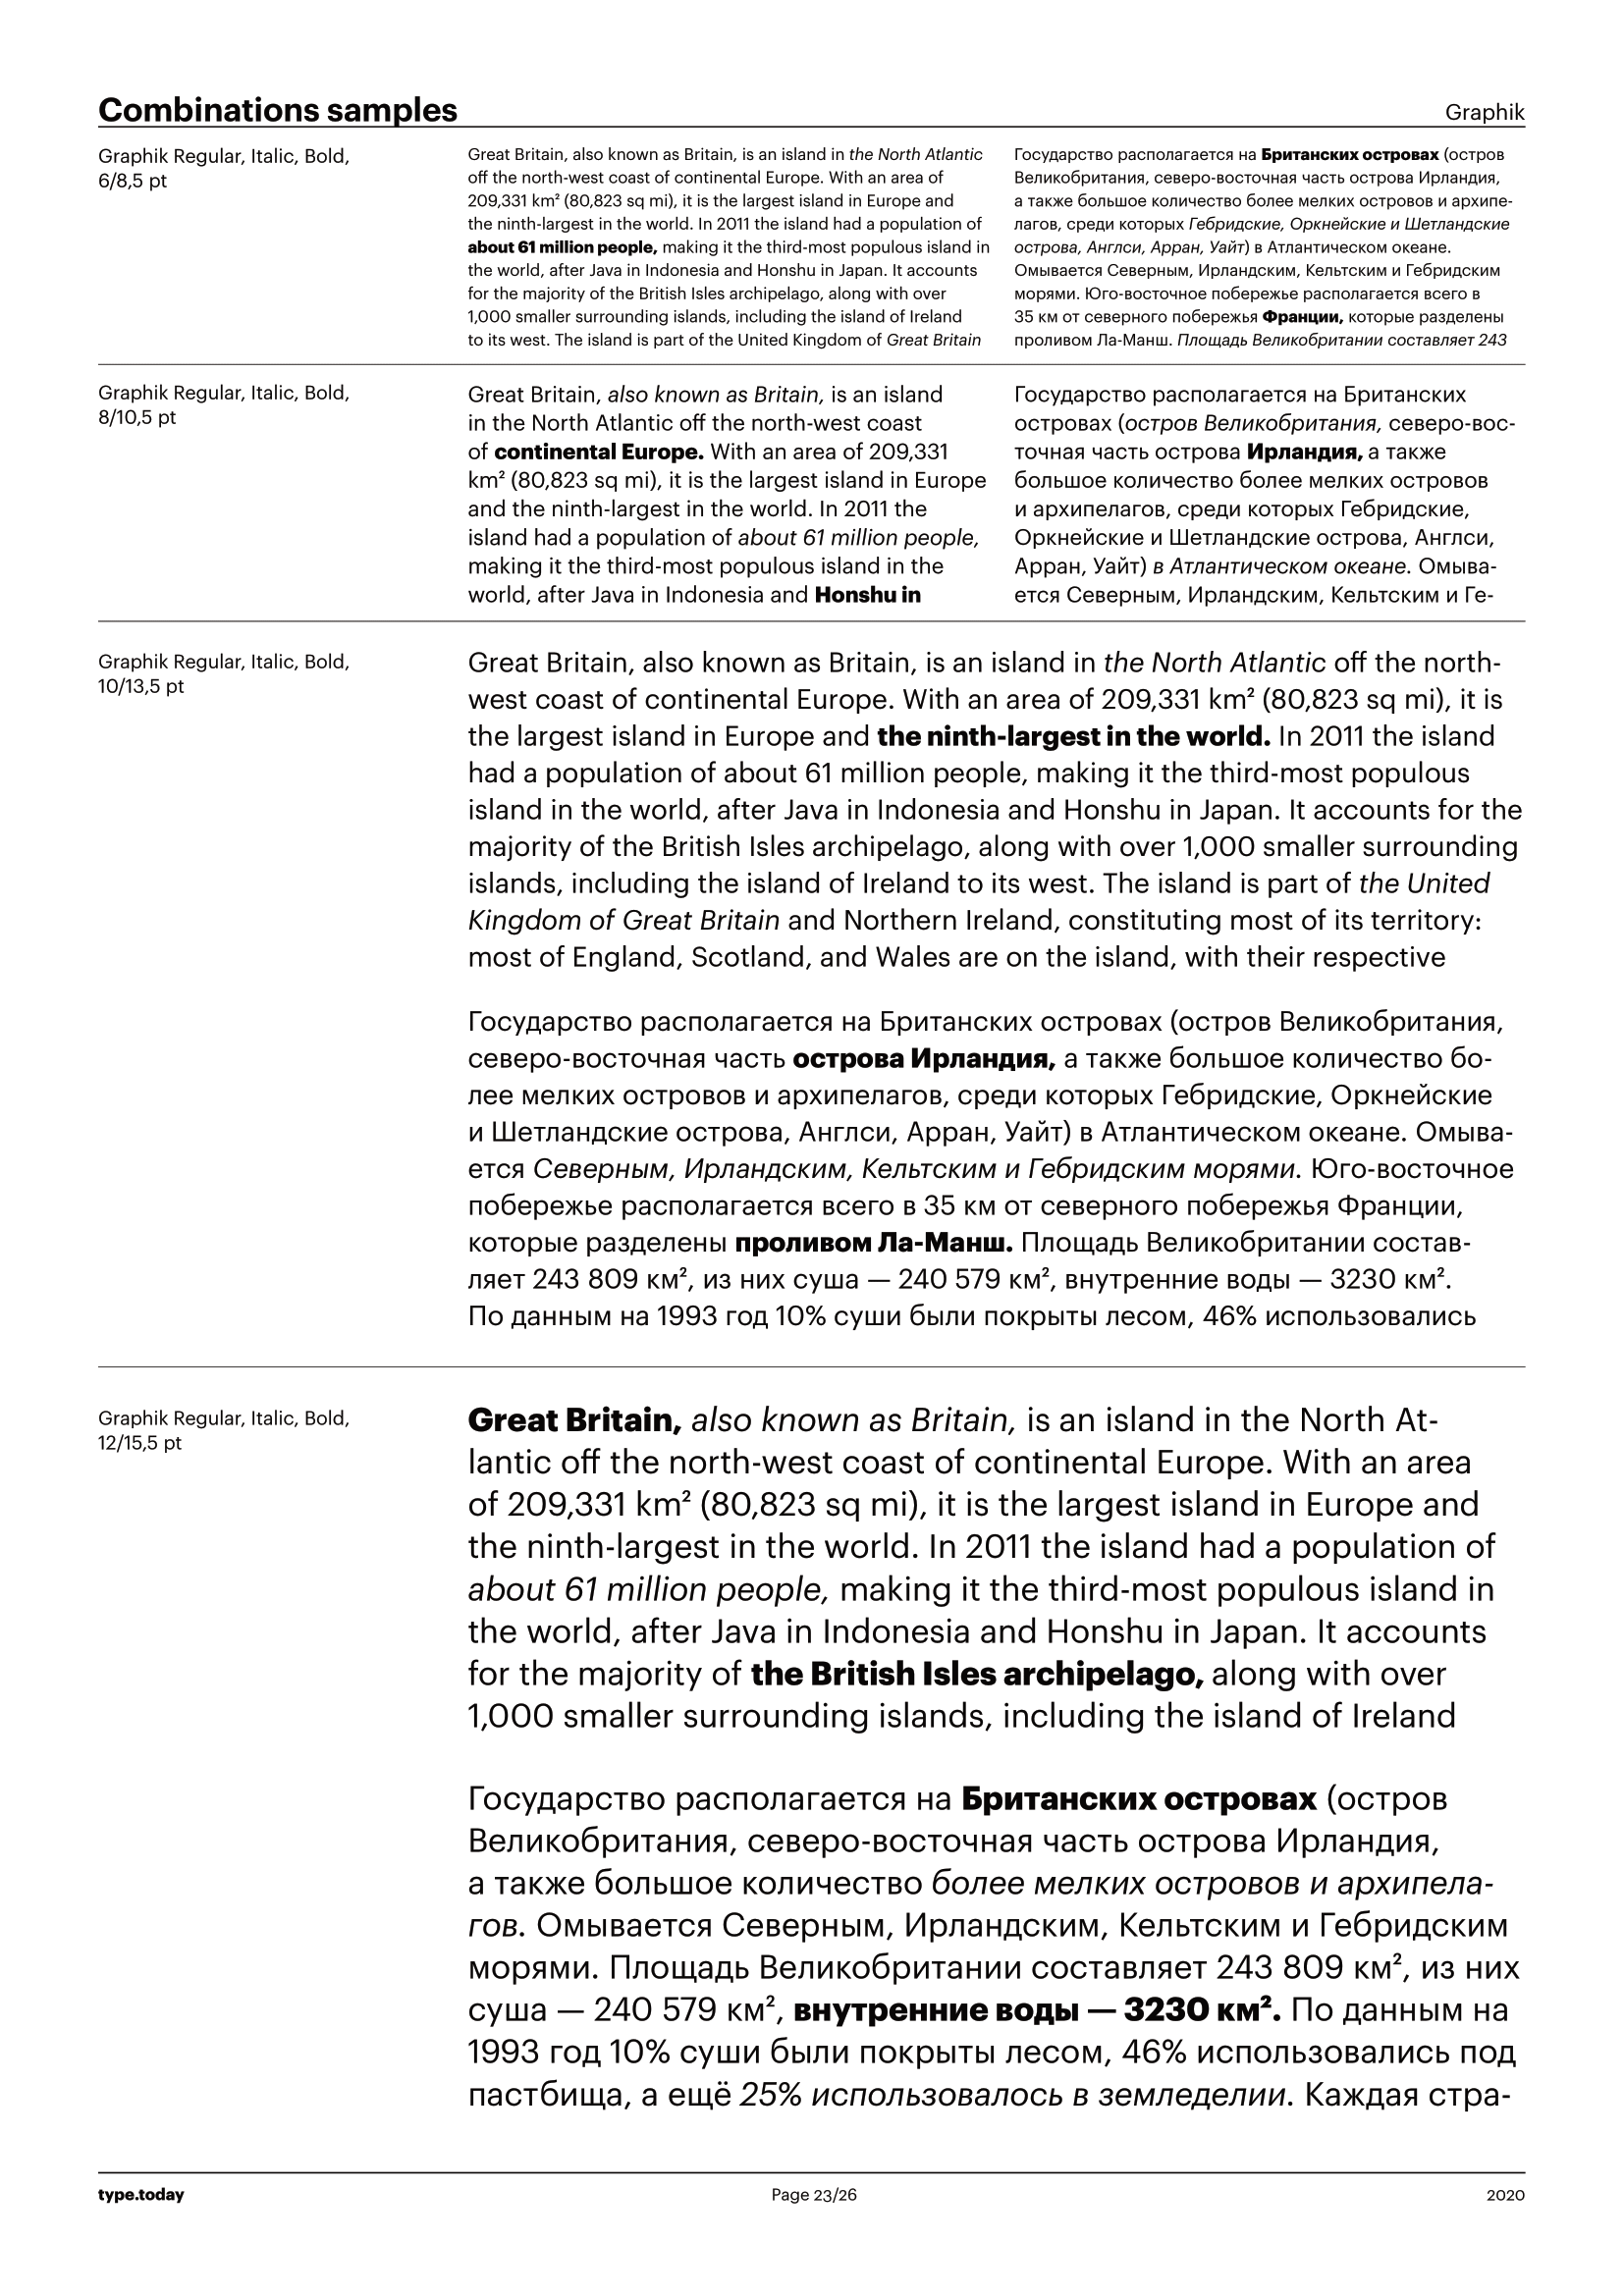 Combinations samples
Graphik
Graphik Regular, Italic, Bold,
6/8,5 pt
Great Britain, also known as Britain, is an island in the North Atlantic
off the north-west coast of continental Europe. With an area of
209,331 km² (80,823 sq mi), it is the largest island in Europe and
the ninth-largest in the world. In 2011 the island had a population of
about 61 million people, making it the third-most populous island in
the world, after Java in Indonesia and Honshu in Japan. It accounts
for the majority of the British Isles archipelago, along with over
1,000 smaller surrounding islands, including the island of Ireland
to its west. The island is part of the United Kingdom of Great Britain
Государство располагается на Британских островах (остров
Великобритания, северо-восточная часть острова Ирландия,
а также большое количество более мелких островов и архипе-
лагов, среди которых Гебридские, Оркнейские и Шетландские
острова, Англси, Арран, Уайт) в Атлантическом океане.
Омывается Северным, Ирландским, Кельтским и Гебридским
морями. Юго-восточное побережье располагается всего в
35 км от северного побережья Франции, которые разделены
проливом Ла-Манш. Площадь Великобритании составляет 243
Graphik Regular, Italic, Bold,
8/10,5 pt
Great Britain, also known as Britain, is an island
in the North Atlantic off the north-west coast
of continental Europe. With an area of 209,331
km² (80,823 sq mi), it is the largest island in Europe
and the ninth-largest in the world. In 2011 the
island had a population of about 61 million people,
making it the third-most populous island in the
world, after Java in Indonesia and Honshu in
Государство располагается на Британских
островах (остров Великобритания, северо-вос-
точная часть острова Ирландия, а также
большое количество более мелких островов
и архипелагов, среди которых Гебридские,
Оркнейские и Шетландские острова, Англси,
Арран, Уайт) в Атлантическом океане. Омыва-
ется Северным, Ирландским, Кельтским и Ге-
Graphik Regular, Italic, Bold,
10/13,5 pt
Great Britain, also known as Britain, is an island in the North Atlantic off the north-
west coast of continental Europe. With an area of 209,331 km² (80,823 sq mi), it is
the largest island in Europe and the ninth-largest in the world. In 2011 the island
had a population of about 61 million people, making it the third-most populous
island in the world, after Java in Indonesia and Honshu in Japan. It accounts for the
majority of the British Isles archipelago, along with over 1,000 smaller surrounding
islands, including the island of Ireland to its west. The island is part of the United
Kingdom of Great Britain and Northern Ireland, constituting most of its territory:
most of England, Scotland, and Wales are on the island, with their respective
Государство располагается на Британских островах (остров Великобритания,
северо-восточная часть острова Ирландия, а также большое количество бо-
лее мелких островов и архипелагов, среди которых Гебридские, Оркнейские
и Шетландские острова, Англси, Арран, Уайт) в Атлантическом океане. Омыва-
ется Северным, Ирландским, Кельтским и Гебридским морями. Юго-восточное
побережье располагается всего в 35 км от северного побережья Франции,
которые разделены проливом Ла-Манш. Площадь Великобритании состав-
ляет 243 809 км², из них суша — 240 579 км², внутренние воды — 3230 км².
По данным на 1993 год 10% суши были покрыты лесом, 46% использовались
Graphik Regular, Italic, Bold,
12/15,5 pt
Great Britain, also known as Britain, is an island in the North At-
lantic off the north-west coast of continental Europe. With an area
of 209,331 km² (80,823 sq mi), it is the largest island in Europe and
the ninth-largest in the world. In 2011 the island had a population of
about 61 million people, making it the third-most populous island in
the world, after Java in Indonesia and Honshu in Japan. It accounts
for the majority of the British Isles archipelago, along with over
1,000 smaller surrounding islands, including the island of Ireland
Государство располагается на Британских островах (остров
Великобритания, северо-восточная часть острова Ирландия,
а также большое количество более мелких островов и архипела-
гов. Омывается Северным, Ирландским, Кельтским и Гебридским
морями. Площадь Великобритании составляет 243 809 км², из них
суша — 240 579 км², внутренние воды — 3230 км². По данным на
1993 год 10% суши были покрыты лесом, 46% использовались под
пастбища, а ещё 25% использовалось в земледелии. Каждая стра-
type.today
Page 23/26
2020